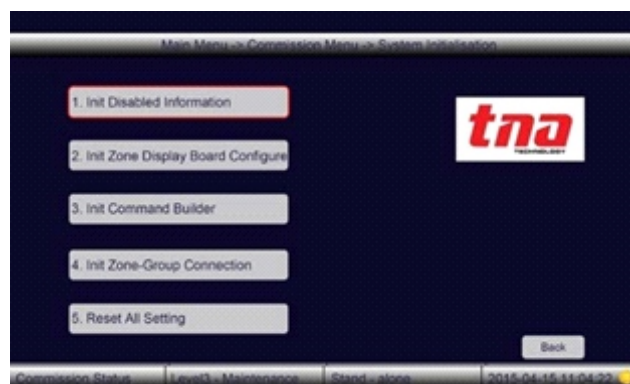 Main Menu -> Commission Menu -> System Initialisation
1. Init Disabled Information
tna
TECHNOLOGY
2. Init Zone Display Board Configure
3. Init Command Builder
4. Init Zone-Group Connection
5. Reset All Setting
Back
Commission Status Level3 - Maintenance Stand - alone 2015-04-15 11:04:22